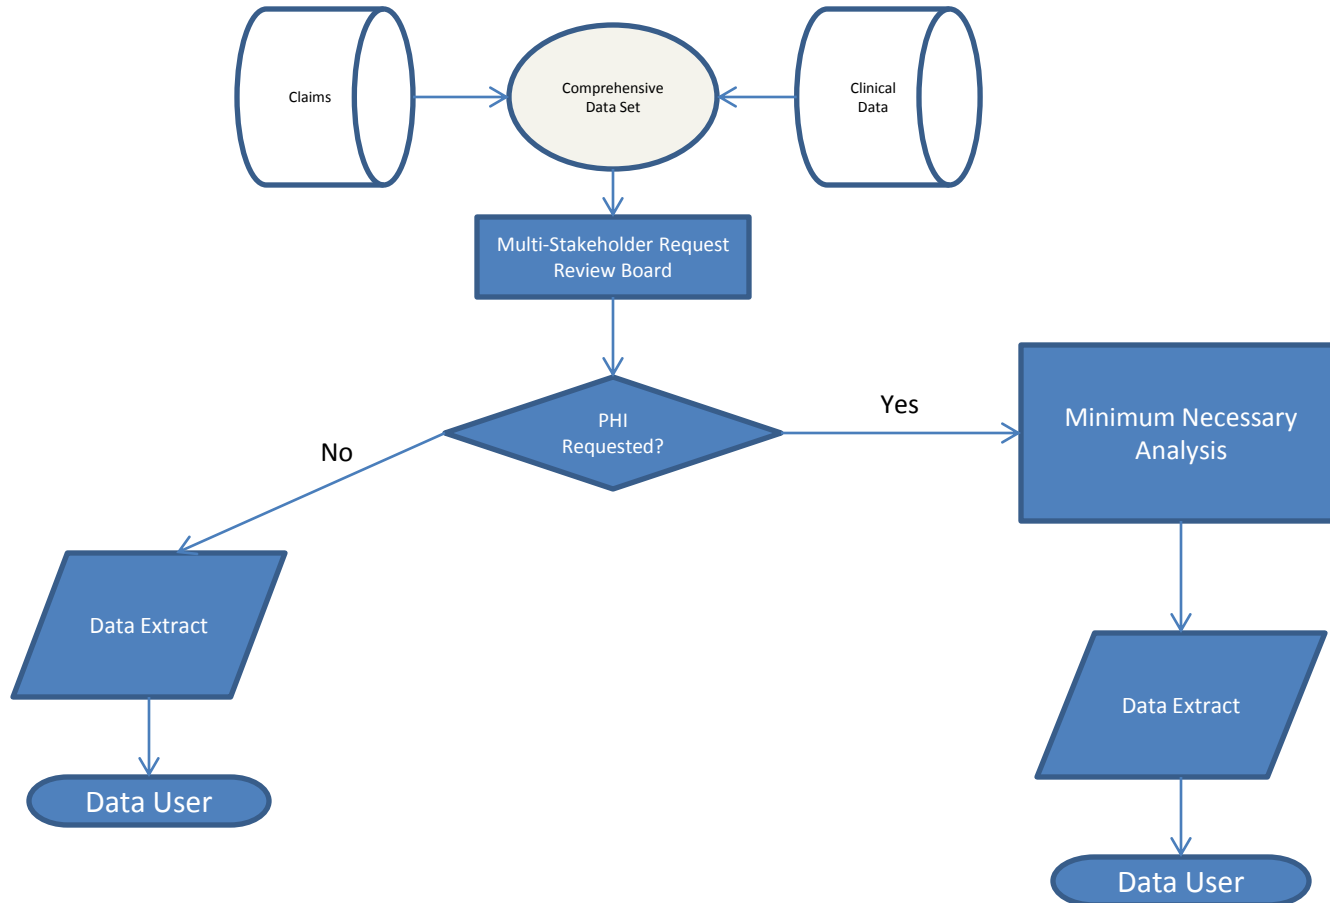 Claims
Comprehensive
Data Set
Clinical
Data
Multi-Stakeholder Request
Review Board
PHI
Requested?
Yes
No
Minimum Necessary
Analysis
Data Extract
Data User
Data Extract
Data User